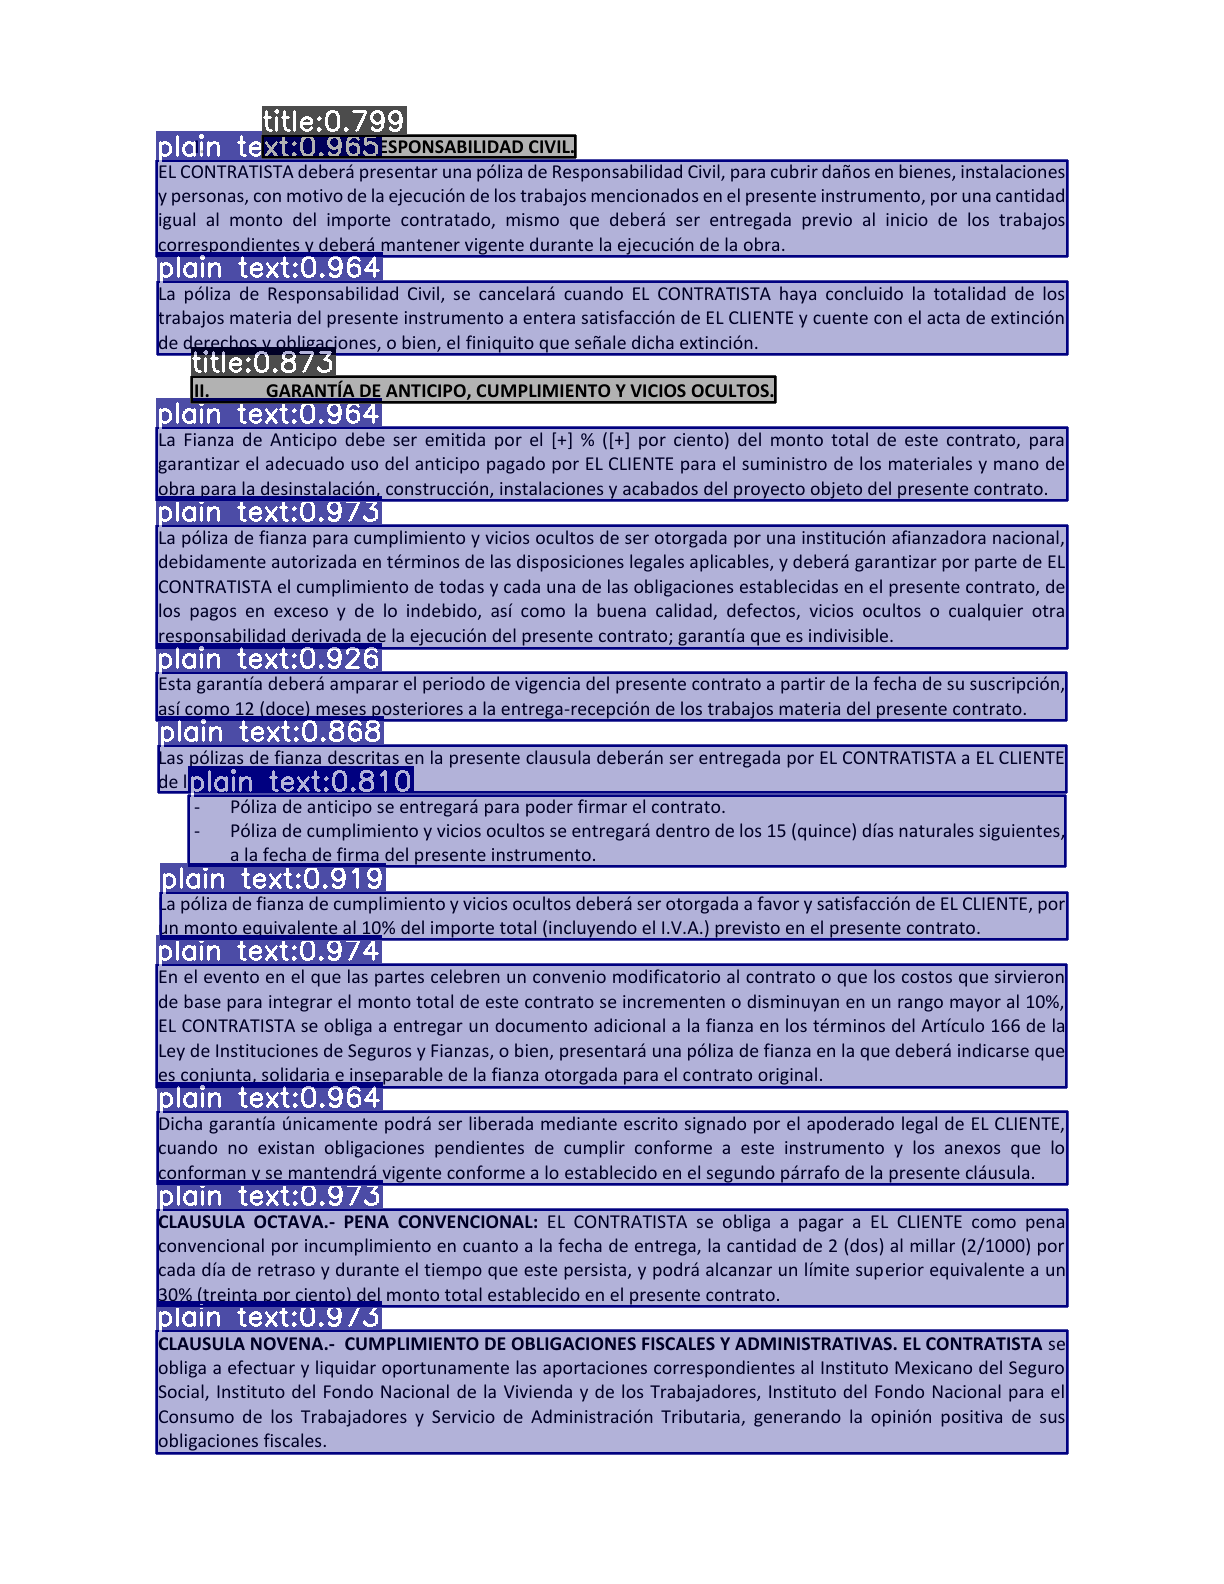 title:0.799
plain text:0.965 ESPONSABILIDAD CIVIL.
EL CONTRATISTA deberá presentar una póliza de Responsabilidad Civil, para cubrir daños en bienes, instalaciones
y personas, con motivo de la ejecución de los trabajos mencionados en el presente instrumento, por una cantidad
igual al monto del importe contratado, mismo que deberá ser entregada previo al inicio de los trabajos
correspondientes y deberá mantener vigente durante la ejecución de la obra.
plain text:0.964
La póliza de Responsabilidad Civil, se cancelará cuando EL CONTRATISTA haya concluido la totalidad de los
trabajos materia del presente instrumento a entera satisfacción de EL CLIENTE y cuente con el acta de extinción
de derechos y obligaciones, o bien, el finiquito que señale dicha extinción.
title:0.873
II. GARANTÍA DE ANTICIPO, CUMPLIMIENTO Y VICIOS OCULTOS.
plain text:0.964
La Fianza de Anticipo debe ser emitida por el [+] % ([+] por ciento) del monto total de este contrato, para
garantizar el adecuado uso del anticipo pagado por EL CLIENTE para el suministro de los materiales y mano de
obra para la desinstalación, construcción, instalaciones y acabados del proyecto objeto del presente contrato.
plain text:0.973
La póliza de fianza para cumplimiento y vicios ocultos de ser otorgada por una institución afianzadora nacional,
debidamente autorizada en términos de las disposiciones legales aplicables, y deberá garantizar por parte de EL
CONTRATISTA el cumplimiento de todas y cada una de las obligaciones establecidas en el presente contrato, de
los pagos en exceso y de lo indebido, así como la buena calidad, defectos, vicios ocultos o cualquier otra
responsabilidad derivada de la ejecución del presente contrato; garantía que es indivisible.
plain text:0.926
Esta garantía deberá amparar el periodo de vigencia del presente contrato a partir de la fecha de su suscripción,
así como 12 (doce) meses posteriores a la entrega-recepción de los trabajos materia del presente contrato.
plain text:0.868
Las pólizas de fianza descritas en la presente clausula deberán ser entregada por EL CONTRATISTA a EL CLIENTE
de plain text:0.810
- Póliza de anticipo se entregará para poder firmar el contrato.
- Póliza de cumplimiento y vicios ocultos se entregará dentro de los 15 (quince) días naturales siguientes,
a la fecha de firma del presente instrumento.
plain text:0.919
La póliza de fianza de cumplimiento y vicios ocultos deberá ser otorgada a favor y satisfacción de EL CLIENTE, por
un monto equivalente al 10% del importe total (incluyendo el I.V.A.) previsto en el presente contrato.
plain text:0.974
En el evento en el que las partes celebren un convenio modificatorio al contrato o que los costos que sirvieron
de base para integrar el monto total de este contrato se incrementen o disminuyan en un rango mayor al 10%,
EL CONTRATISTA se obliga a entregar un documento adicional a la fianza en los términos del Artículo 166 de la
Ley de Instituciones de Seguros y Fianzas, o bien, presentará una póliza de fianza en la que deberá indicarse que
es conjunta, solidaria e inseparable de la fianza otorgada para el contrato original.
plain text:0.964
Dicha garantía únicamente podrá ser liberada mediante escrito signado por el apoderado legal de EL CLIENTE,
cuando no existan obligaciones pendientes de cumplir conforme a este instrumento y los anexos que lo
conforman y se mantendrá vigente conforme a lo establecido en el segundo párrafo de la presente cláusula.
plain text:0.973
CLAUSULA OCTAVA.- PENA CONVENCIONAL: EL CONTRATISTA se obliga a pagar a EL CLIENTE como pena
convencional por incumplimiento en cuanto a la fecha de entrega, la cantidad de 2 (dos) al millar (2/1000) por
cada día de retraso y durante el tiempo que este persista, y podrá alcanzar un límite superior equivalente a un
30% (treinta por ciento) del monto total establecido en el presente contrato.
plain text:0.973
CLAUSULA NOVENA.- CUMPLIMIENTO DE OBLIGACIONES FISCALES Y ADMINISTRATIVAS. EL CONTRATISTA se
obliga a efectuar y liquidar oportunamente las aportaciones correspondientes al Instituto Mexicano del Seguro
Social, Instituto del Fondo Nacional de la Vivienda y de los Trabajadores, Instituto del Fondo Nacional para el
Consumo de los Trabajadores y Servicio de Administración Tributaria, generando la opinión positiva de sus
obligaciones fiscales.